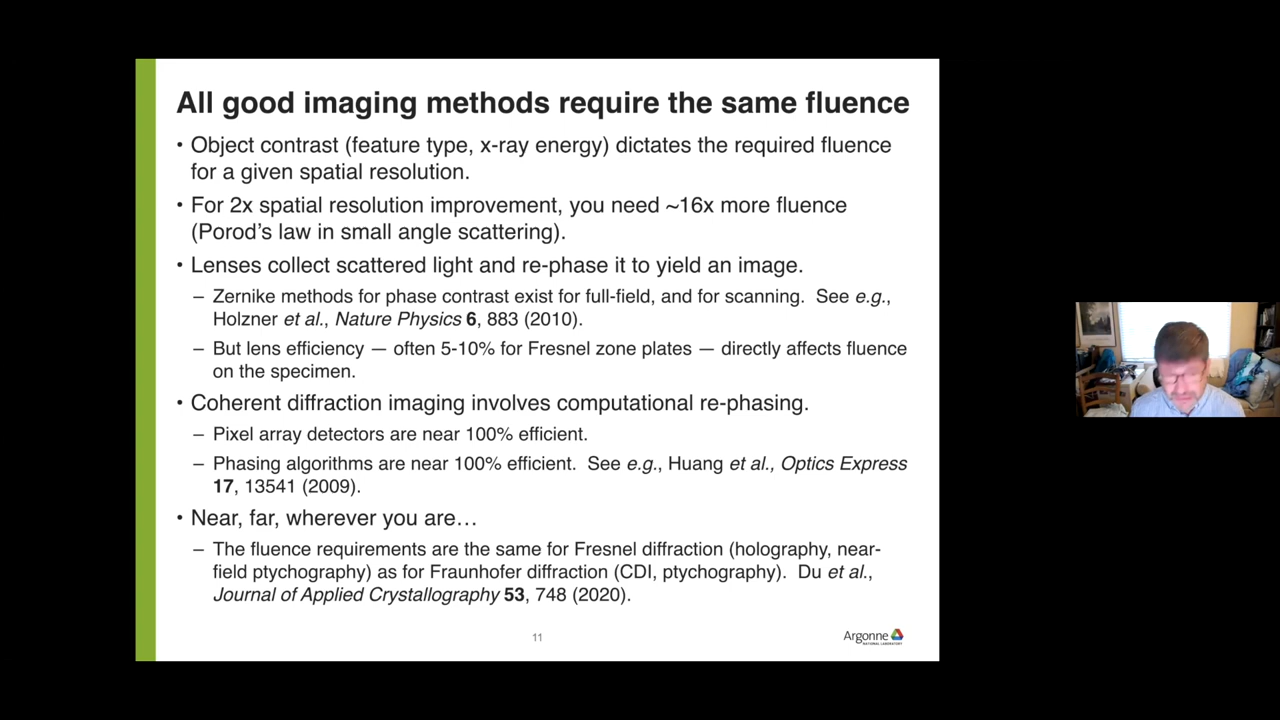 All good imaging methods require the same fluence
• Object contrast (feature type, x-ray energy) dictates the required fluence
for a given spatial resolution.
• For 2x spatial resolution improvement, you need ~16x more fluence
(Porod’s law in small angle scattering).
• Lenses collect scattered light and re-phase it to yield an image.
– Zernike methods for phase contrast exist for full-field, and for scanning.  See e.g.,
Holzner et al., Nature Physics 6, 883 (2010).
– But lens efficiency — often 5-10% for Fresnel zone plates — directly affects fluence
on the specimen.
• Coherent diffraction imaging involves computational re-phasing.
– Pixel array detectors are near 100% efficient.
– Phasing algorithms are near 100% efficient.  See e.g., Huang et al., Optics Express
17, 13541 (2009).
• Near, far, wherever you are…
– The fluence requirements are the same for Fresnel diffraction (holography, near-
field ptychography) as for Fraunhofer diffraction (CDI, ptychography).  Du et al.,
Journal of Applied Crystallography 53, 748 (2020).
11
Argonne
NATIONAL LABORATORY